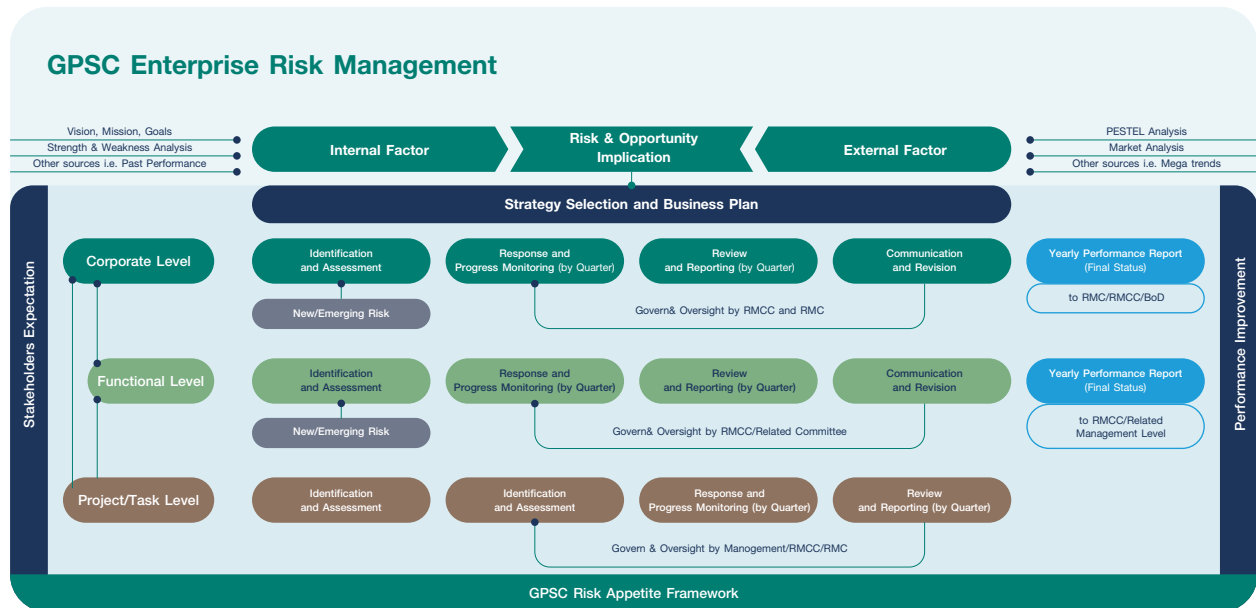 GPSC Enterprise Risk Management
Vision, Mission, Goals
Strength & Weakness Analysis
Other sources i.e. Past Performance
Internal Factor
Risk & Opportunity
Implication
External Factor
PESTEL Analysis
Market Analysis
Other sources i.e. Mega trends
Strategy Selection and Business Plan
Stakeholders Expectation
Performance Improvement
Corporate Level
Identification
and Assessment
Response and
Progress Monitoring (by Quarter)
Review
and Reporting (by Quarter)
Communication
and Revision
Yearly Performance Report
(Final Status)
to RMC/RMCC/BoD
New/Emerging Risk
Govern& Oversight by RMCC and RMC
Functional Level
Identification
and Assessment
Response and
Progress Monitoring (by Quarter)
Review
and Reporting (by Quarter)
Communication
and Revision
Yearly Performance Report
(Final Status)
to RMCC/Related
Management Level
New/Emerging Risk
Govern& Oversight by RMCC/Related Committee
Project/Task Level
Identification
and Assessment
Identification
and Assessment
Response and
Progress Monitoring (by Quarter)
Review
and Reporting (by Quarter)
Govern & Oversight by Management/RMCC/RMC
GPSC Risk Appetite Framework